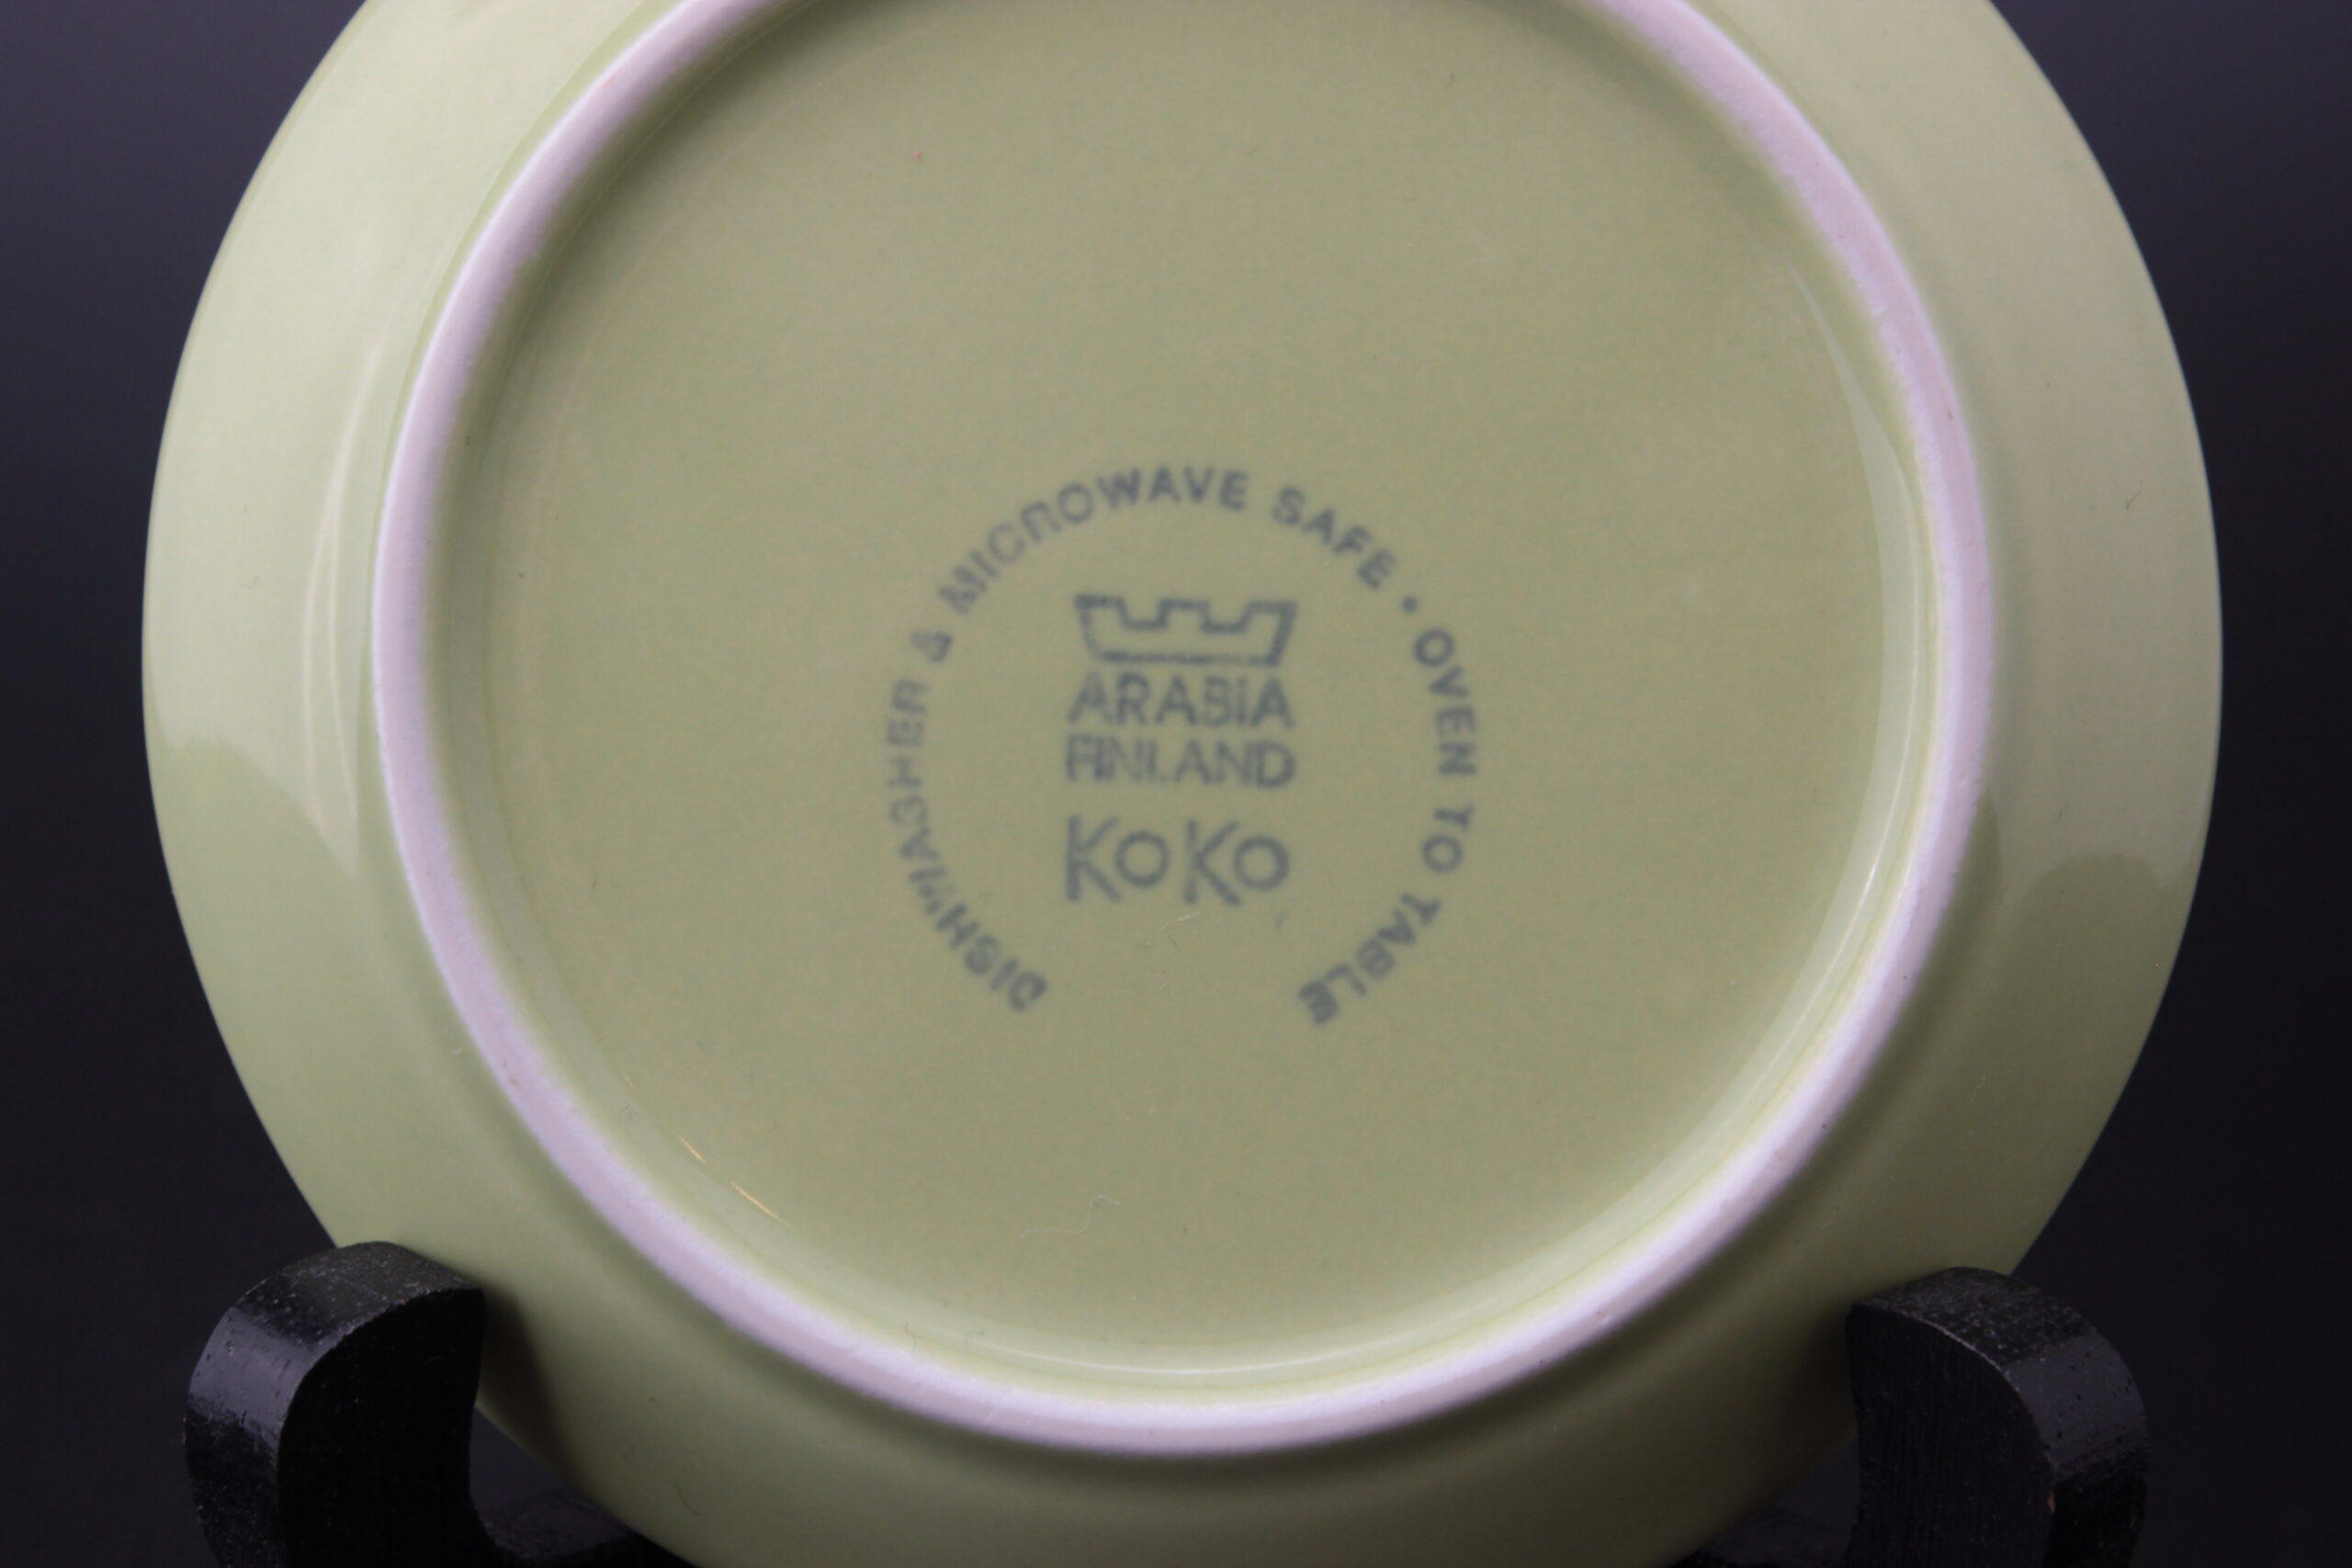 DISHWASHER & MICROWAVE SAFE • OVEN TO TABLE
ARABIA
FINLAND
KoKo